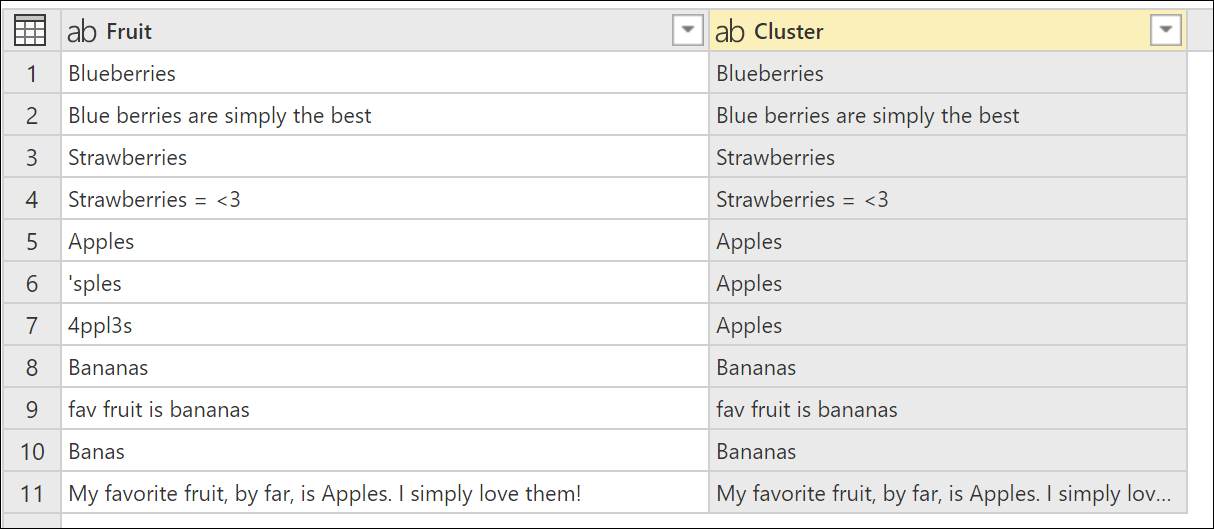 ab Fruit ab Cluster
1 Blueberries Blueberries
2 Blue berries are simply the best Blue berries are simply the best
3 Strawberries Strawberries
4 Strawberries = <3 Strawberries = <3
5 Apples Apples
6 'sples Apples
7 4ppl3s Apples
8 Bananas Bananas
9 fav fruit is bananas fav fruit is bananas
10 Banas Bananas
11 My favorite fruit, by far, is Apples. I simply love them! My favorite fruit, by far, is Apples. I simply lov...